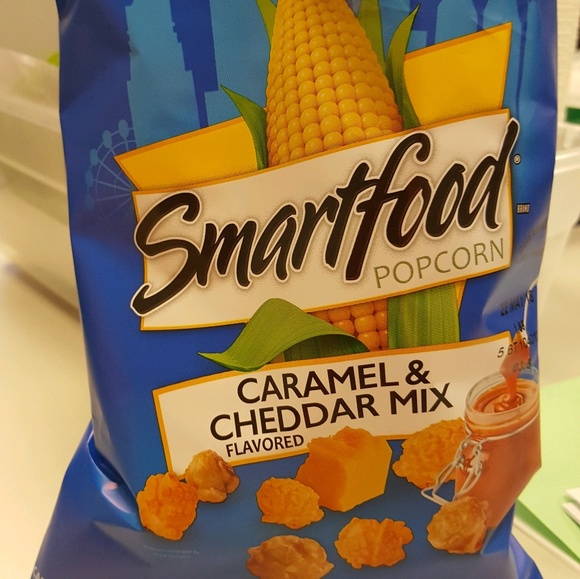 Smartfood
®
POPCORN
CARAMEL &
CHEDDAR MIX
FLAVORED